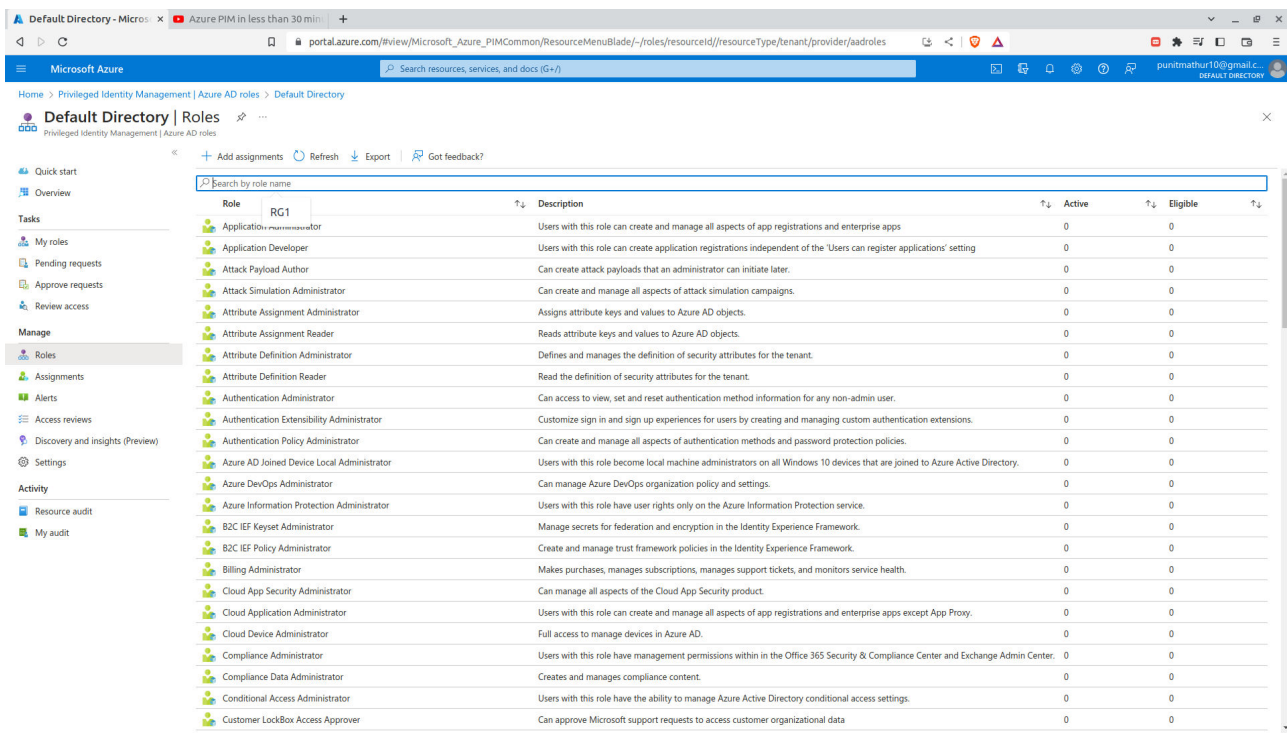 Default Directory - Micros
Azure PIM in less than 30 min
portal.azure.com/#view/Microsoft_Azure_PIMCommon/ResourceMenuBlade/~/roles/resourceId//resourceType/tenant/provider/aadroles
Microsoft Azure
Search resources, services, and docs (G+/)
punitmathur10@gmail.c...
DEFAULT DIRECTORY
Home > Privileged Identity Management | Azure AD roles > Default Directory
Default Directory | Roles
Privileged Identity Management | Azure AD roles
Quick start
Overview
Tasks
My roles
Pending requests
Approve requests
Review access
Manage
Roles
Assignments
Alerts
Access reviews
Discovery and insights (Preview)
Settings
Activity
Resource audit
My audit
Add assignments Refresh Export Got feedback?
Search by role name
RG1
Role Description Active Eligible
Application Administrator Users with this role can create and manage all aspects of app registrations and enterprise apps 0 0
Application Developer Users with this role can create application registrations independent of the 'Users can register applications' setting 0 0
Attack Payload Author Can create attack payloads that an administrator can initiate later. 0 0
Attack Simulation Administrator Can create and manage all aspects of attack simulation campaigns. 0 0
Attribute Assignment Administrator Assigns attribute keys and values to Azure AD objects. 0 0
Attribute Assignment Reader Reads attribute keys and values to Azure AD objects. 0 0
Attribute Definition Administrator Defines and manages the definition of security attributes for the tenant. 0 0
Attribute Definition Reader Read the definition of security attributes for the tenant. 0 0
Authentication Administrator Can access to view, set and reset authentication method information for any non-admin user. 0 0
Authentication Extensibility Administrator Customize sign in and sign up experiences for users by creating and managing custom authentication extensions. 0 0
Authentication Policy Administrator Can create and manage all aspects of authentication methods and password protection policies. 0 0
Azure AD Joined Device Local Administrator Users with this role become local machine administrators on all Windows 10 devices that are joined to Azure Active Directory. 0 0
Azure DevOps Administrator Can manage Azure DevOps organization policy and settings. 0 0
Azure Information Protection Administrator Users with this role have user rights only on the Azure Information Protection service. 0 0
B2C IEF Keyset Administrator Manage secrets for federation and encryption in the Identity Experience Framework. 0 0
B2C IEF Policy Administrator Create and manage trust framework policies in the Identity Experience Framework. 0 0
Billing Administrator Makes purchases, manages subscriptions, manages support tickets, and monitors service health. 0 0
Cloud App Security Administrator Can manage all aspects of the Cloud App Security product. 0 0
Cloud Application Administrator Users with this role can create and manage all aspects of app registrations and enterprise apps except App Proxy. 0 0
Cloud Device Administrator Full access to manage devices in Azure AD. 0 0
Compliance Administrator Users with this role have management permissions within in the Office 365 Security & Compliance Center and Exchange Admin Center. 0 0
Compliance Data Administrator Creates and manages compliance content. 0 0
Conditional Access Administrator Users with this role have the ability to manage Azure Active Directory conditional access settings. 0 0
Customer LockBox Access Approver Can approve Microsoft support requests to access customer organizational data 0 0